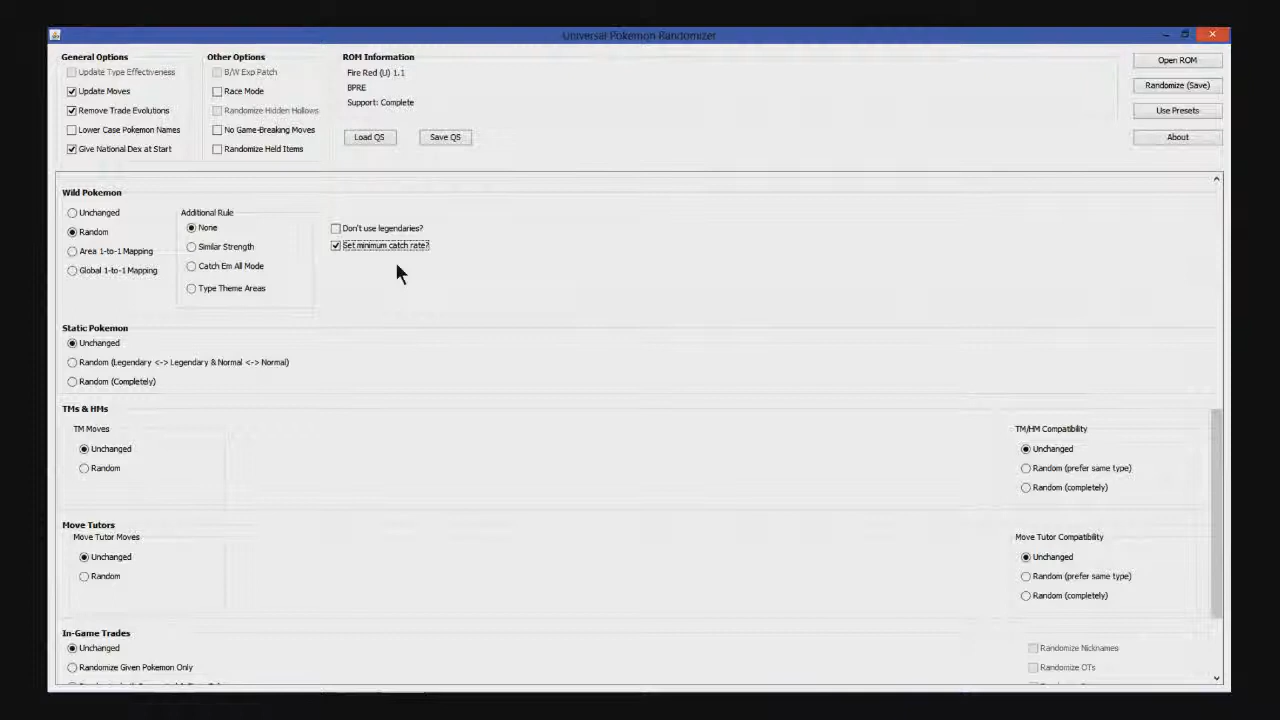 Universal Pokemon Randomizer
General Options
Update Type Effectiveness
Update Moves
Remove Trade Evolutions
Lower Case Pokemon Names
Give National Dex at Start
Other Options
B/W Exp Patch
Race Mode
Randomize Hidden Hollows
No Game-Breaking Moves
Randomize Held Items
ROM Information
Fire Red (U) 1.1
BPRE
Support: Complete
Load QS
Save QS
Open ROM
Randomize (Save)
Use Presets
About
Wild Pokemon
Unchanged
Random
Area 1-to-1 Mapping
Global 1-to-1 Mapping
Additional Rule
None
Similar Strength
Catch Em All Mode
Type Theme Areas
Don't use legendaries?
Set minimum catch rate?
Static Pokemon
Unchanged
Random (Legendary <-> Legendary & Normal <-> Normal)
Random (Completely)
TMs & HMs
TM Moves
Unchanged
Random
TM/HM Compatibility
Unchanged
Random (prefer same type)
Random (completely)
Move Tutors
Move Tutor Moves
Unchanged
Random
Move Tutor Compatibility
Unchanged
Random (prefer same type)
Random (completely)
In-Game Trades
Unchanged
Randomize Given Pokemon Only
Randomize Nicknames
Randomize OTs